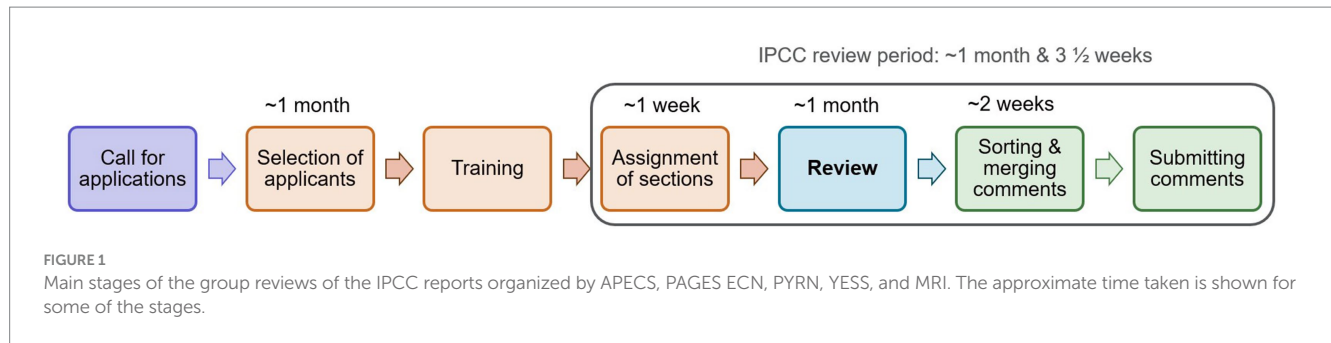 IPCC review period: ~1 month & 3 ½ weeks
~1 month
~1 week
~1 month
~2 weeks
Call for
applications
Selection of
applicants
Training
Assignment
of sections
Review
Sorting &
merging
comments
Submitting
comments
FIGURE 1
Main stages of the group reviews of the IPCC reports organized by APECS, PAGES ECN, PYRN, YESS, and MRI. The approximate time taken is shown for
some of the stages.